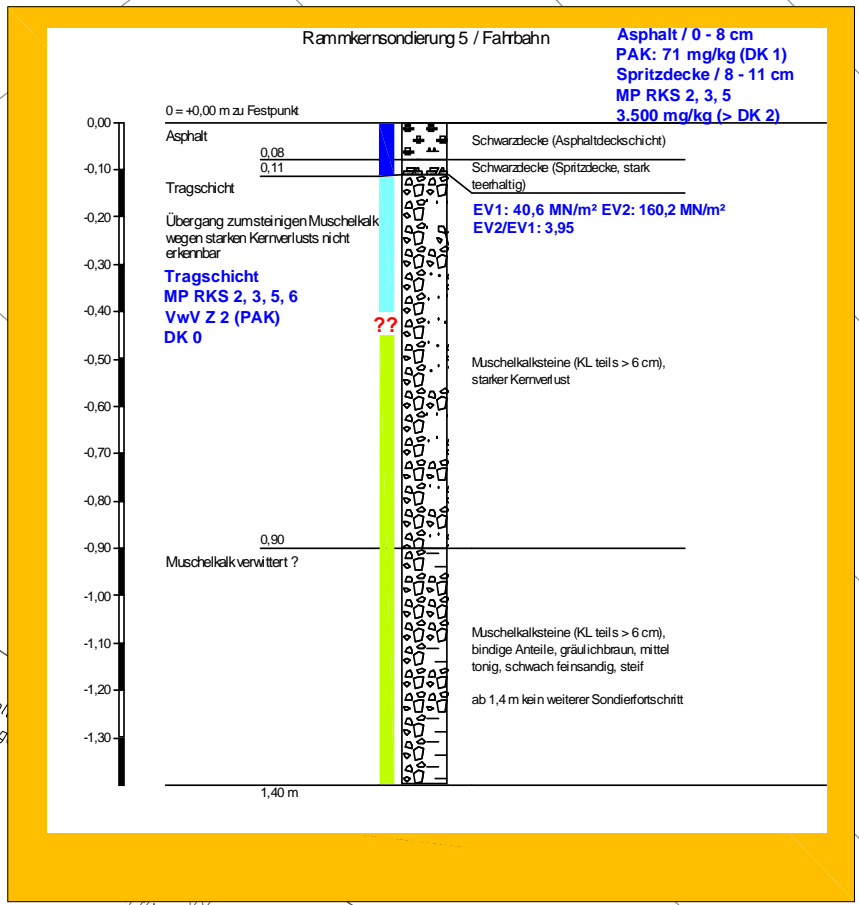 Rammkernsondierung 5 / Fahrbahn
Asphalt / 0 - 8 cm
PAK: 71 mg/kg (DK 1)
Spritzdecke / 8 - 11 cm
MP RKS 2, 3, 5
3.500 mg/kg (> DK 2)
0 = +0,00 m zu Festpunkt
0,00
-0,10
-0,20
-0,30
-0,40
-0,50
-0,60
-0,70
-0,80
-0,90
-1,00
-1,10
-1,20
-1,30
Asphalt
0,08
0,11
Tragschicht
Übergang zum steinigen Muschelkalk
wegen starken Kernverlusts nicht
erkennbar
Tragschicht
MP RKS 2, 3, 5, 6
VwV Z 2 (PAK)
DK 0
??
0,90
Muschelkalk verwittert ?
1,40 m
Schwarzdecke (Asphaltdeckschicht)
Schwarzdecke (Spritzdecke, stark
teerhaltig)
EV1: 40,6 MN/m² EV2: 160,2 MN/m²
EV2/EV1: 3,95
Muschelkalksteine (KL teils > 6 cm),
starker Kernverlust
Muschelkalksteine (KL teils > 6 cm),
bindige Anteile, gräulichbraun, mittel
tonig, schwach feinsandig, steif
ab 1,4 m kein weiterer Sondierfortschritt